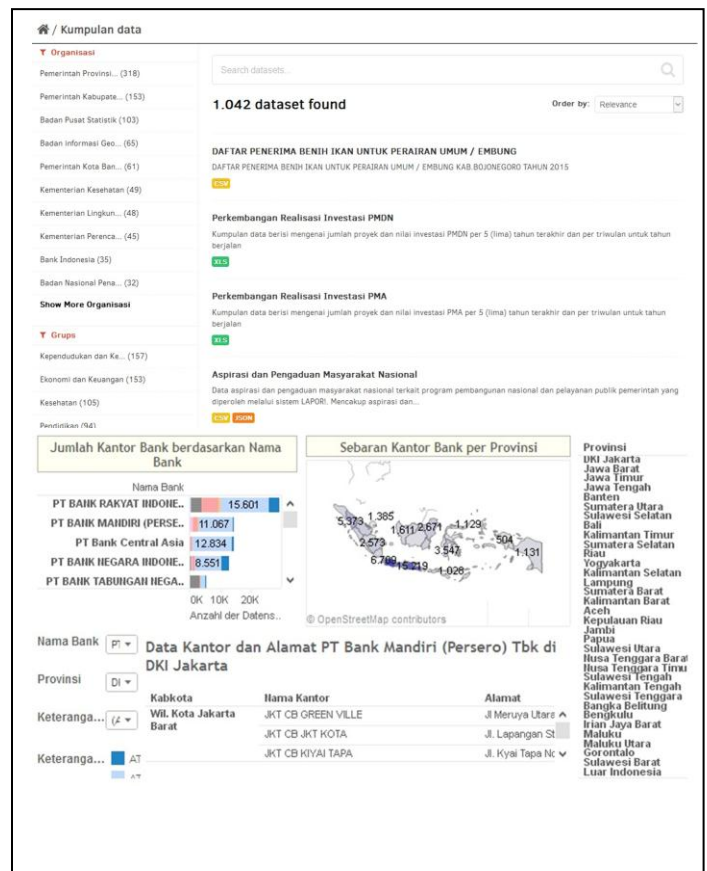 / Kumpulan data
Organisasi
Pemerintah Provinsi... (318)
Pemerintah Kabupate... (153)
Badan Pusat Statistik (103)
Badan Informasi Geo... (65)
Pemerintah Kota Ban... (61)
Kementerian Kesehatan (49)
Kementerian Lingkun... (48)
Kementerian Perenca... (45)
Bank Indonesia (35)
Badan Nasional Pena... (32)
Show More Organisasi
Grups
Kependudukan dan Ke... (157)
Ekonomi dan Keuangan (153)
Kesehatan (105)
Pendidikan (94)
Search datasets...
1.042 dataset found
Order by: Relevance
DAFTAR PENERIMA BENIH IKAN UNTUK PERAIRAN UMUM / EMBUNG
DAFTAR PENERIMA BENIH IKAN UNTUK PERAIRAN UMUM / EMBUNG KAB.BOJONEGORO TAHUN 2015
CSV
Perkembangan Realisasi Investasi PMDN
Kumpulan data berisi mengenai jumlah proyek dan nilai investasi PMDN per 5 (lima) tahun terakhir dan per triwulan untuk tahun
berjalan
XLS
Perkembangan Realisasi Investasi PMA
Kumpulan data berisi mengenai jumlah proyek dan nilai investasi PMA per 5 (lima) tahun terakhir dan per triwulan untuk tahun
berjalan
XLS
Aspirasi dan Pengaduan Masyarakat Nasional
Data aspirasi dan pengaduan masyarakat nasional terkait program pembangunan nasional dan pelayanan publik pemerintah yang
diperoleh melalui sistem LAPOR!. Mencakup aspirasi dan...
CSV JSON
Jumlah Kantor Bank berdasarkan Nama
Bank
Nama Bank
PT BANK RAKYAT INDONE.. 15.601
PT BANK MANDIRI (PERSE.. 11.067
PT Bank Central Asia 12.834
PT BANK NEGARA INDONE.. 8.551
PT BANK TABUNGAN NEGA..
0K 10K 20K
Anzahl der Datens..
Sebaran Kantor Bank per Provinsi
5.373
1.385
1.611
2.671
1.129
504
2.573
3.547
1.131
6.709
15.219
1.026
© OpenStreetMap contributors
Provinsi
DKI Jakarta
Jawa Barat
Jawa Timur
Jawa Tengah
Banten
Sumatera Utara
Sulawesi Selatan
Bali
Kalimantan Timur
Sumatera Selatan
Riau
Yogyakarta
Kalimantan Selatan
Lampung
Sumatera Barat
Kalimantan Barat
Aceh
Kepulauan Riau
Jambi
Papua
Sulawesi Utara
Nusa Tenggara Barat
Nusa Tenggara Timu
Sulawesi Tengah
Kalimantan Tengah
Sulawesi Tenggara
Bangka Belitung
Bengkulu
Irian Jaya Barat
Maluku
Maluku Utara
Gorontalo
Sulawesi Barat
Luar Indonesia
Nama Bank
Provinsi
Keteranga...
Keteranga... AT
AT
Data Kantor dan Alamat PT Bank Mandiri (Persero) Tbk di
DKI Jakarta
Kabkota Nama Kantor Alamat
Wil. Kota Jakarta Barat JKT CB GREEN VILLE Jl Meruya Utara
JKT CB JKT KOTA Jl. Lapangan St
JKT CB KIYAI TAPA Jl. Kyai Tapa No